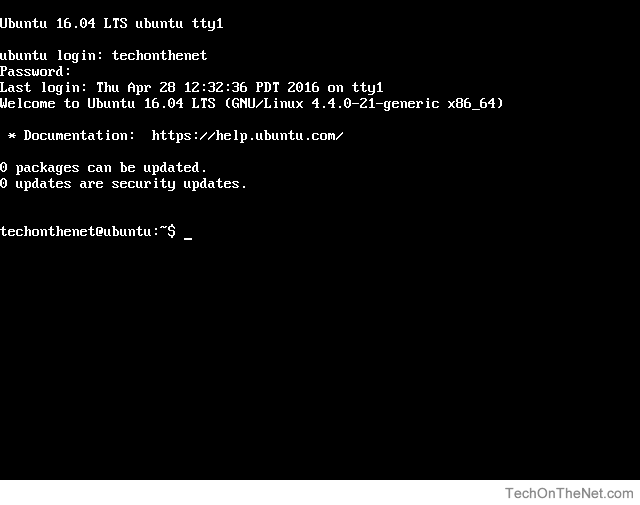 Ubuntu 16.04 LTS ubuntu tty1
ubuntu login: techonthenet
Password:
Last login: Thu Apr 28 12:32:36 PDT 2016 on tty1
Welcome to Ubuntu 16.04 LTS (GNU/Linux 4.4.0-21-generic x86_64)
* Documentation:  https://help.ubuntu.com/
0 packages can be updated.
0 updates are security updates.
techonthenet@ubuntu:~$ _
TechOnTheNet.com